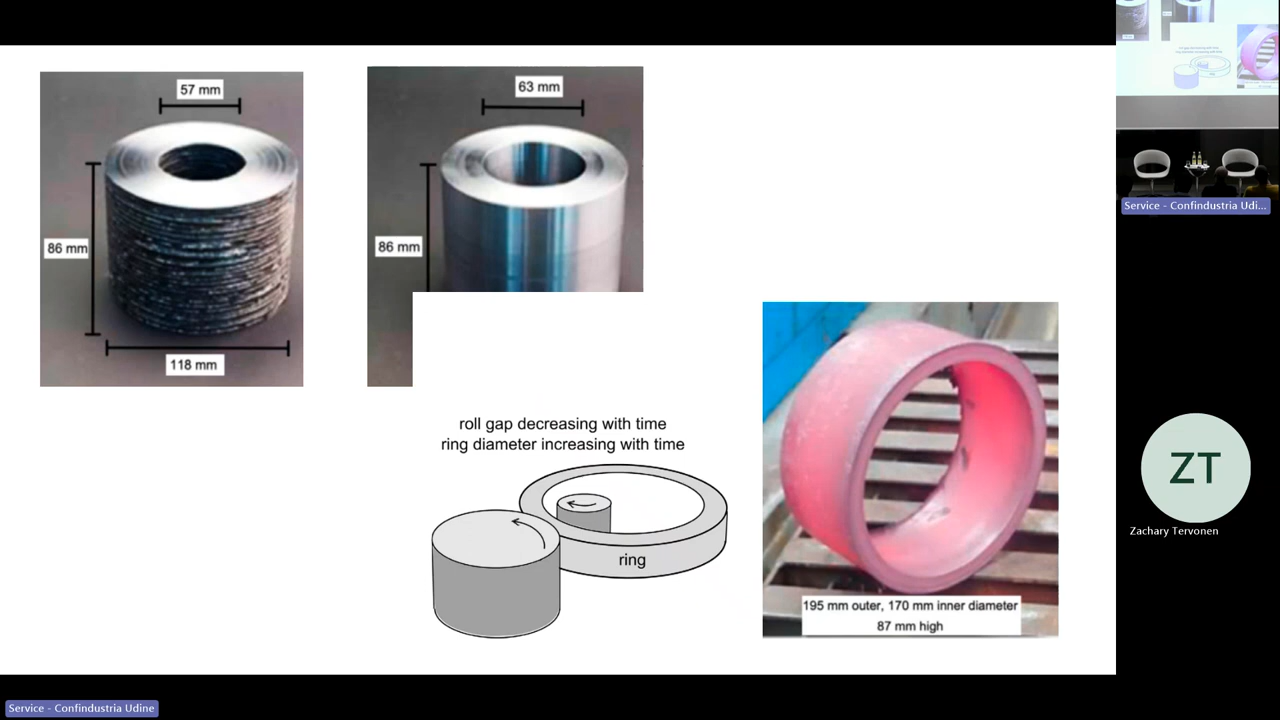 57 mm
86 mm
118 mm
63 mm
86 mm
roll gap decreasing with time
ring diameter increasing with time
ring
195 mm outer, 170 mm inner diameter
87 mm high
Service - Confindustria Udi...
ZT
Zachary Tervonen
Service - Confindustria Udine